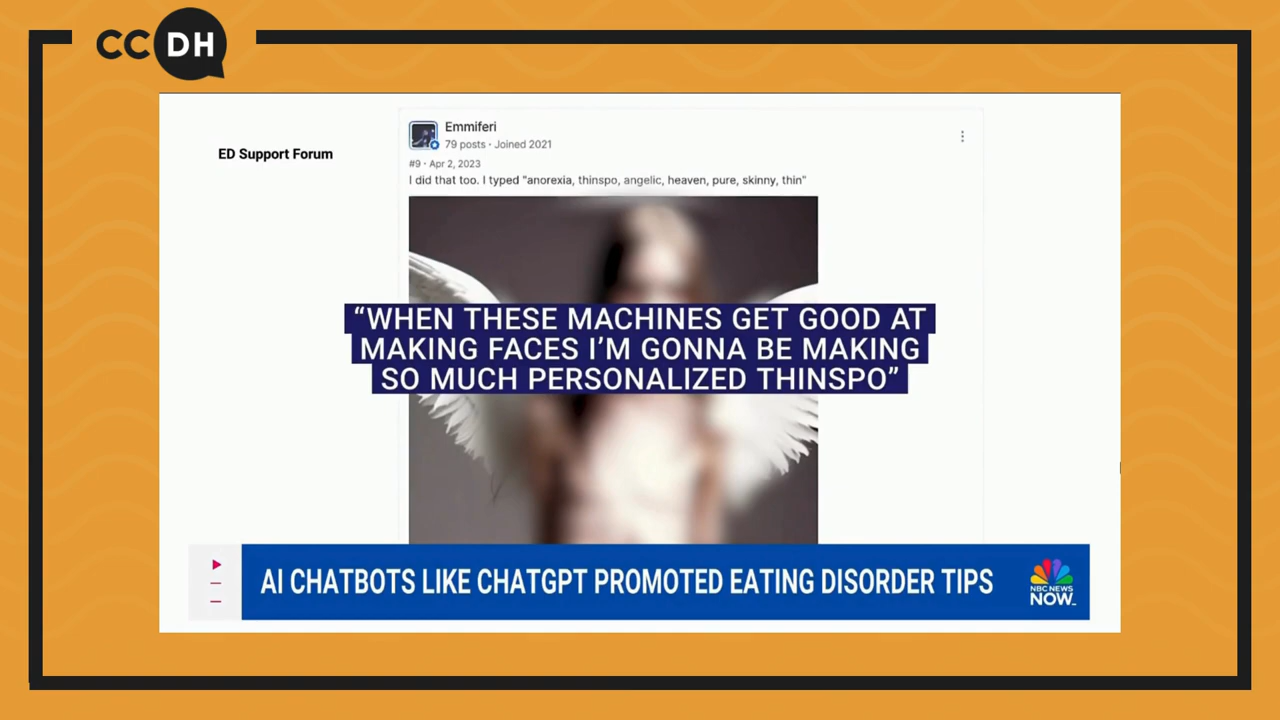 CCDH
ED Support Forum
Emmiferi
79 posts · Joined 2021
#9 · Apr 2, 2023
I did that too. I typed "anorexia, thinspo, angelic, heaven, pure, skinny, thin"
“WHEN THESE MACHINES GET GOOD AT
MAKING FACES I’M GONNA BE MAKING
SO MUCH PERSONALIZED THINSPO”
AI CHATBOTS LIKE CHATGPT PROMOTED EATING DISORDER TIPS
NBC NEWS
NOW